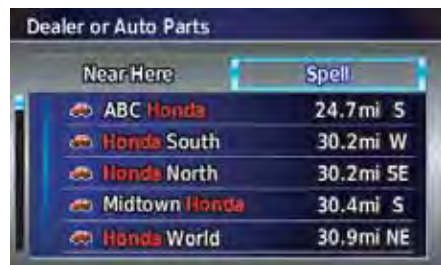 Dealer or Auto Parts
Near Here Spell
ABC Honda 24.7mi S
Honda South 30.2mi W
Honda North 30.2mi SE
Midtown Honda 30.4mi S
Honda World 30.9mi NE